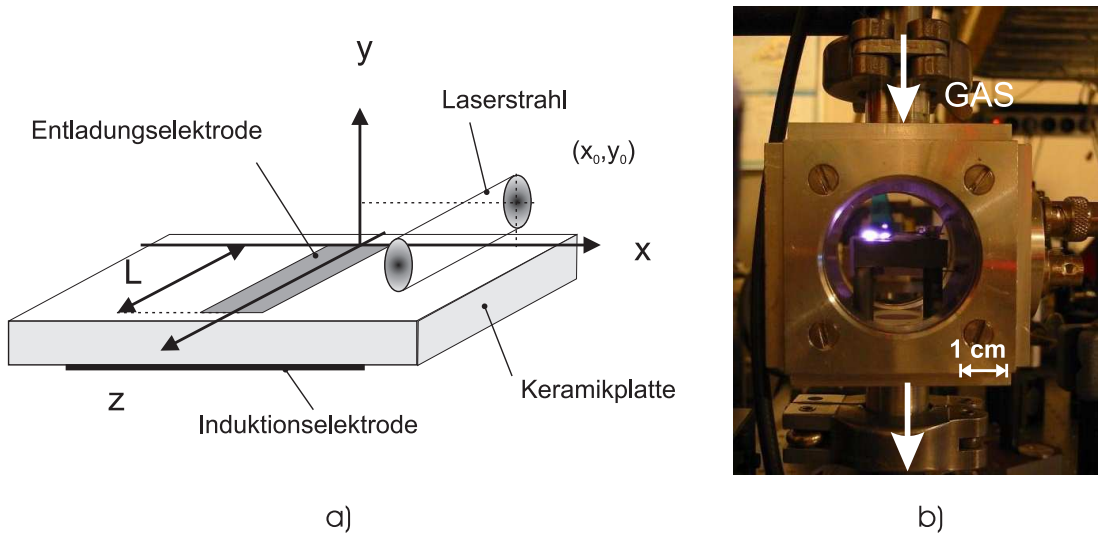 y
Laserstrahl
Entladungselektrode
(x₀,y₀)
x
L
z
Keramikplatte
Induktionselektrode
a)
GAS
1 cm
b)